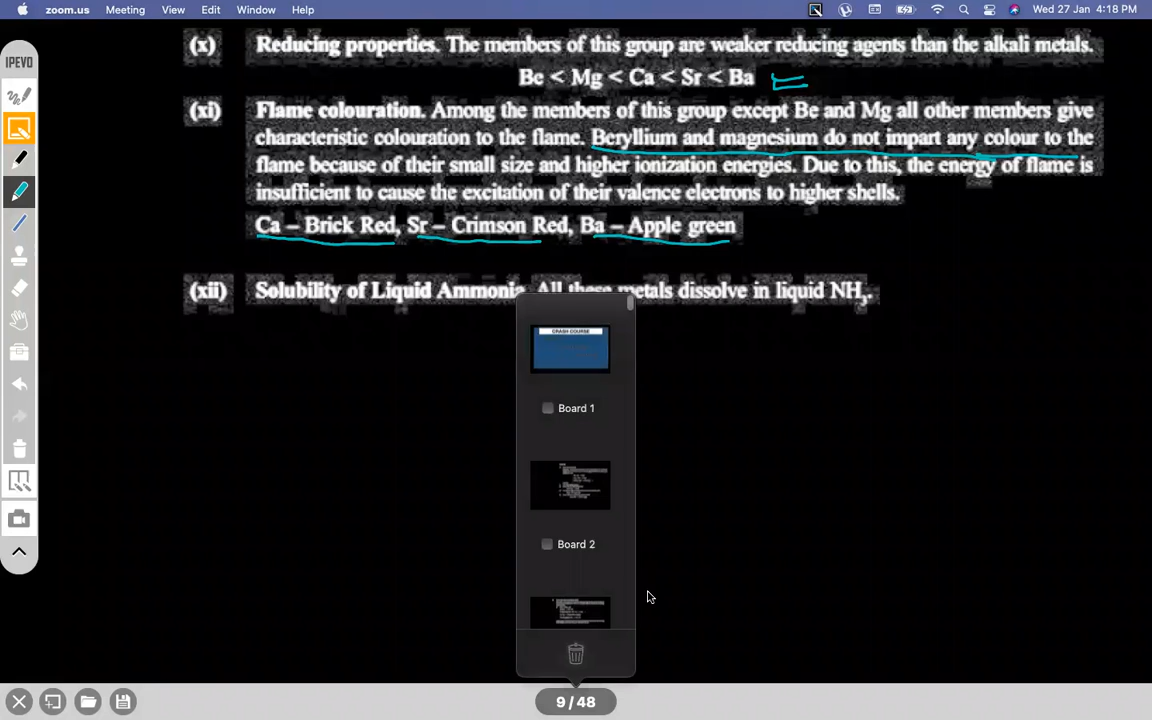 zoom.us Meeting View Edit Window Help Wed 27 Jan 4:18 PM
IPEVO
(x) Reducing properties. The members of this group are weaker reducing agents than the alkali metals.
Be < Mg < Ca < Sr < Ba
(xi) Flame colouration. Among the members of this group except Be and Mg all other members give
characteristic colouration to the flame. Beryllium and magnesium do not impart any colour to the
flame because of their small size and higher ionization energies. Due to this, the energy of flame is
insufficient to cause the excitation of their valence electrons to higher shells.
Ca – Brick Red, Sr – Crimson Red, Ba – Apple green
(xii) Solubility of Liquid Ammonia. All these metals dissolve in liquid NH₃.
CRASH COURSE
Board 1
Board 2
9 / 48